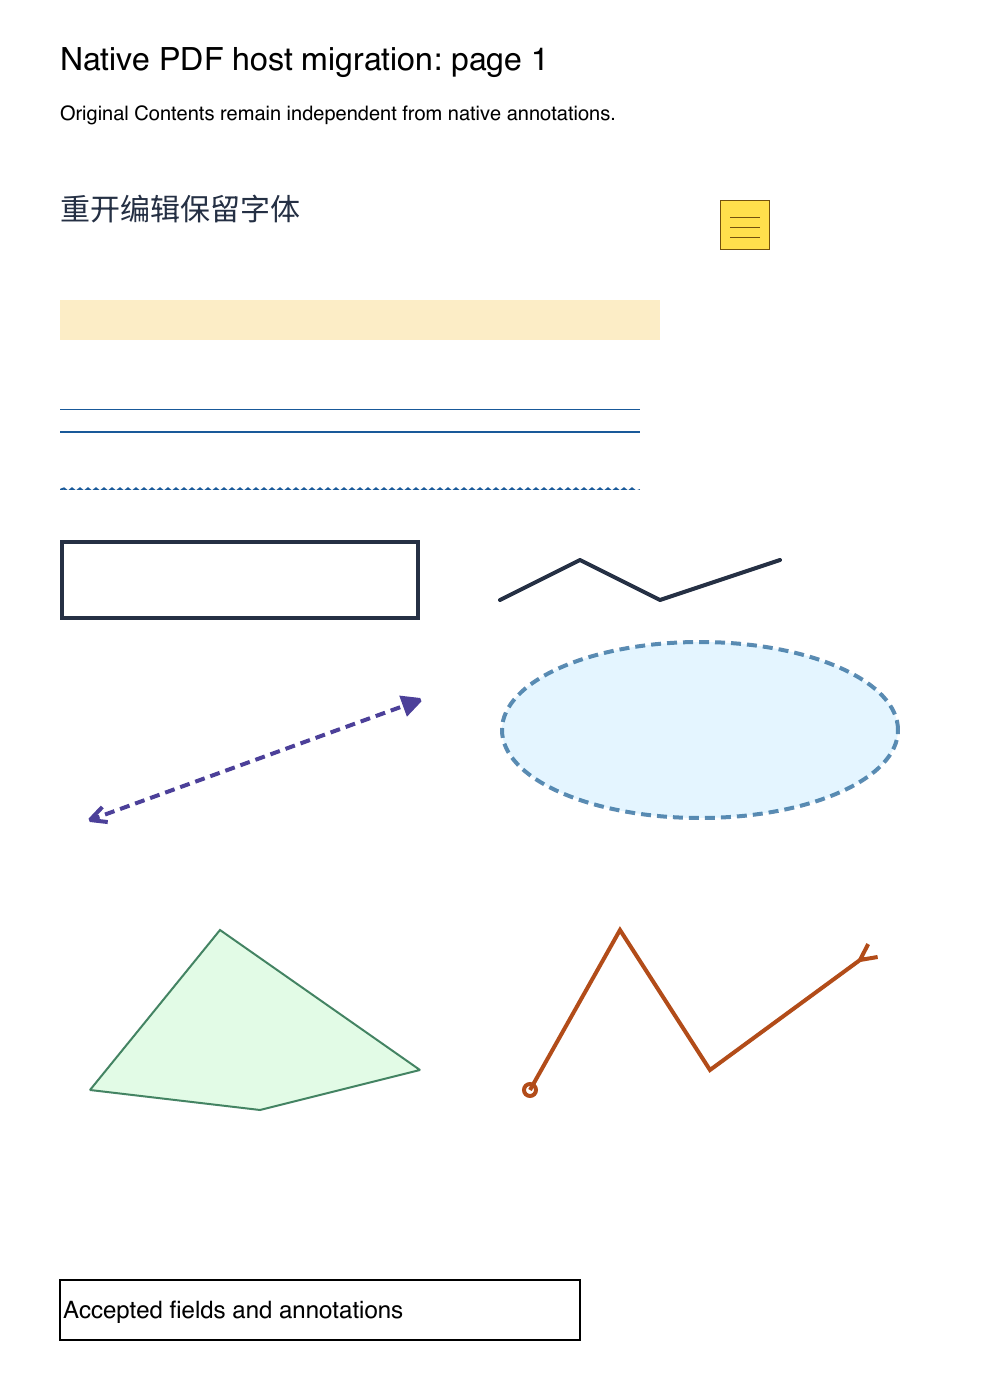 Native PDF host migration: page 1
Original Contents remain independent from native annotations.
重开编辑保留字体
Accepted fields and annotations